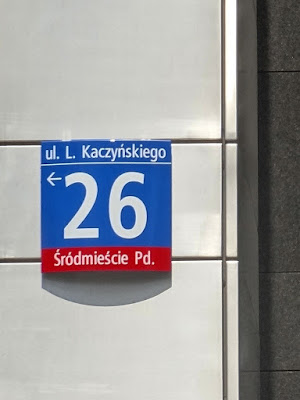 ul. L. Kaczyńskiego
← 26
Śródmieście Pd.